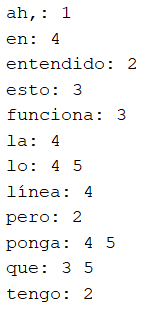 ah,: 1
en: 4
entendido: 2
esto: 3
funciona: 3
la: 4
lo: 4 5
línea: 4
pero: 2
ponga: 4 5
que: 3 5
tengo: 2